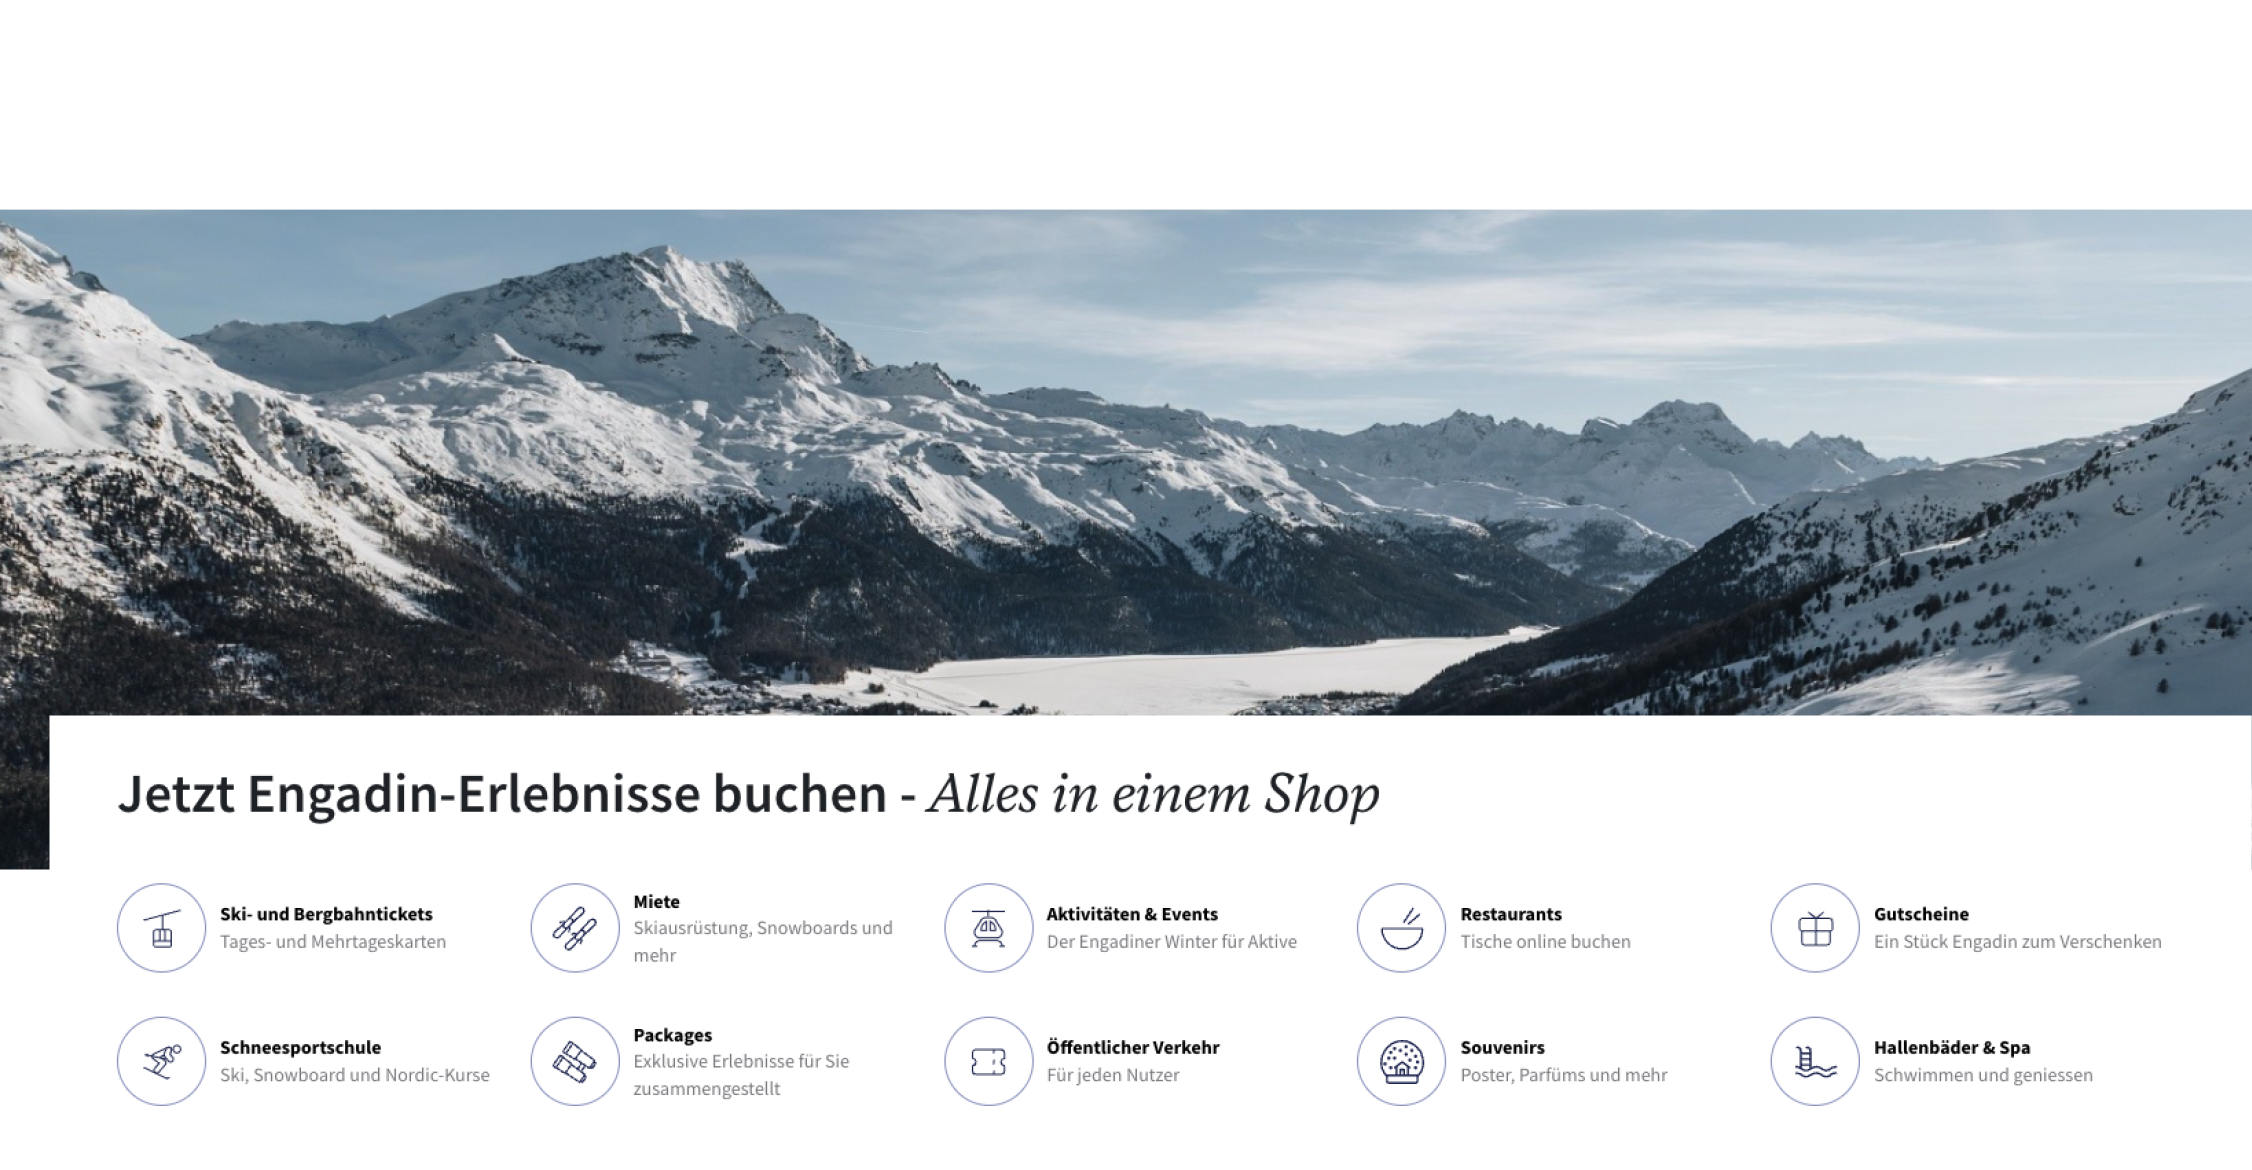 Jetzt Engadin-Erlebnisse buchen - Alles in einem Shop
Ski- und Bergbahntickets
Tages- und Mehrtageskarten
Miete
Skiausrüstung, Snowboards und
mehr
Aktivitäten & Events
Der Engadiner Winter für Aktive
Restaurants
Tische online buchen
Gutscheine
Ein Stück Engadin zum Verschenken
Schneesportschule
Ski, Snowboard und Nordic-Kurse
Packages
Exklusive Erlebnisse für Sie
zusammengestellt
Öffentlicher Verkehr
Für jeden Nutzer
Souvenirs
Poster, Parfüms und mehr
Hallenbäder & Spa
Schwimmen und geniessen